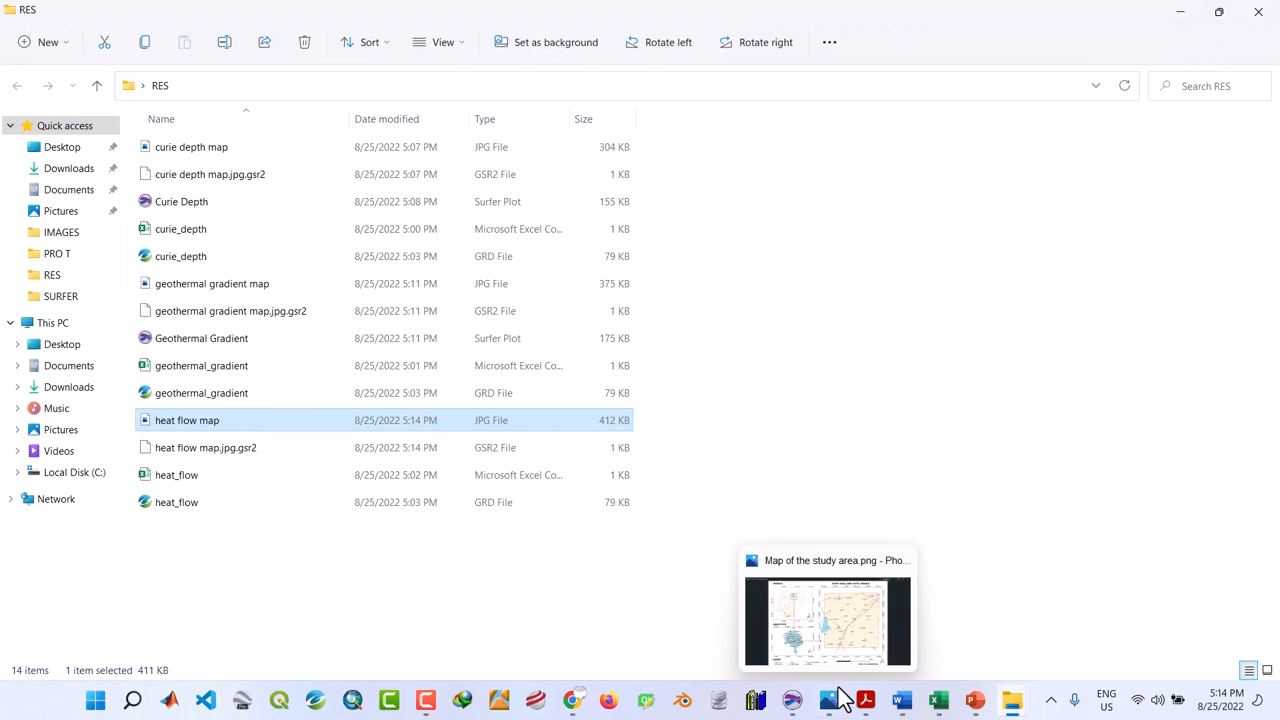 RES
New Sort View Set as background Rotate left Rotate right
RES Search RES
Name Date modified Type Size
Quick access
Desktop
Downloads
Documents
Pictures
IMAGES
PRO T
RES
SURFER
This PC
Desktop
Documents
Downloads
Music
Pictures
Videos
Local Disk (C:)
Network
curie depth map 8/25/2022 5:07 PM JPG File 304 KB
curie depth map.jpg.gsr2 8/25/2022 5:07 PM GSR2 File 1 KB
Curie Depth 8/25/2022 5:08 PM Surfer Plot 155 KB
curie_depth 8/25/2022 5:00 PM Microsoft Excel Co... 1 KB
curie_depth 8/25/2022 5:03 PM GRD File 79 KB
geothermal gradient map 8/25/2022 5:11 PM JPG File 375 KB
geothermal gradient map.jpg.gsr2 8/25/2022 5:11 PM GSR2 File 1 KB
Geothermal Gradient 8/25/2022 5:11 PM Surfer Plot 175 KB
geothermal_gradient 8/25/2022 5:01 PM Microsoft Excel Co... 1 KB
geothermal_gradient 8/25/2022 5:03 PM GRD File 79 KB
heat flow map 8/25/2022 5:14 PM JPG File 412 KB
heat flow map.jpg.gsr2 8/25/2022 5:14 PM GSR2 File 1 KB
heat_flow 8/25/2022 5:02 PM Microsoft Excel Co... 1 KB
heat_flow 8/25/2022 5:03 PM GRD File 79 KB
Map of the study area.png - Pho...
14 items 1 item selected 411 KB
ENG
US
5:14 PM
8/25/2022